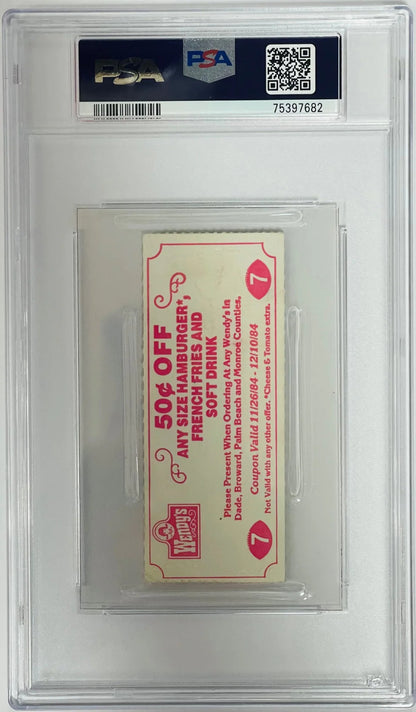 PSA
PSA
75397682
50¢ OFF
ANY SIZE HAMBURGER*,
FRENCH FRIES AND
SOFT DRINK
Please Present When Ordering At Any Wendy's In
Dade, Broward, Palm Beach and Monroe Counties.
Coupon Valid 11/26/84 - 12/10/84
Not Valid with any other offer. *Cheese & Tomato extra.
WENDY'S
7
7